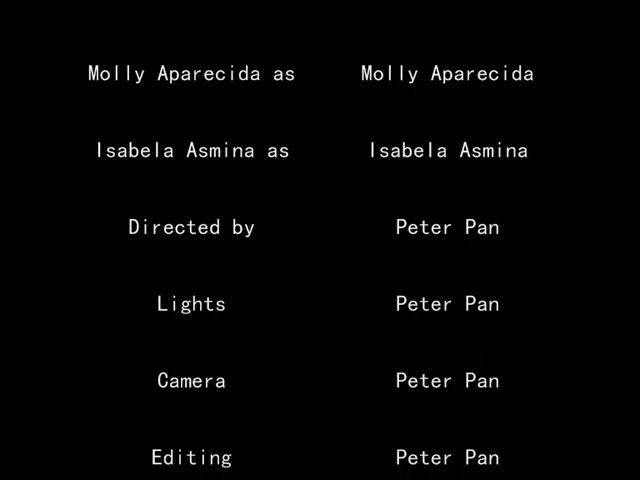 Molly Aparecida as Molly Aparecida
Isabela Asmina as Isabela Asmina
Directed by Peter Pan
Lights Peter Pan
Camera Peter Pan
Editing Peter Pan